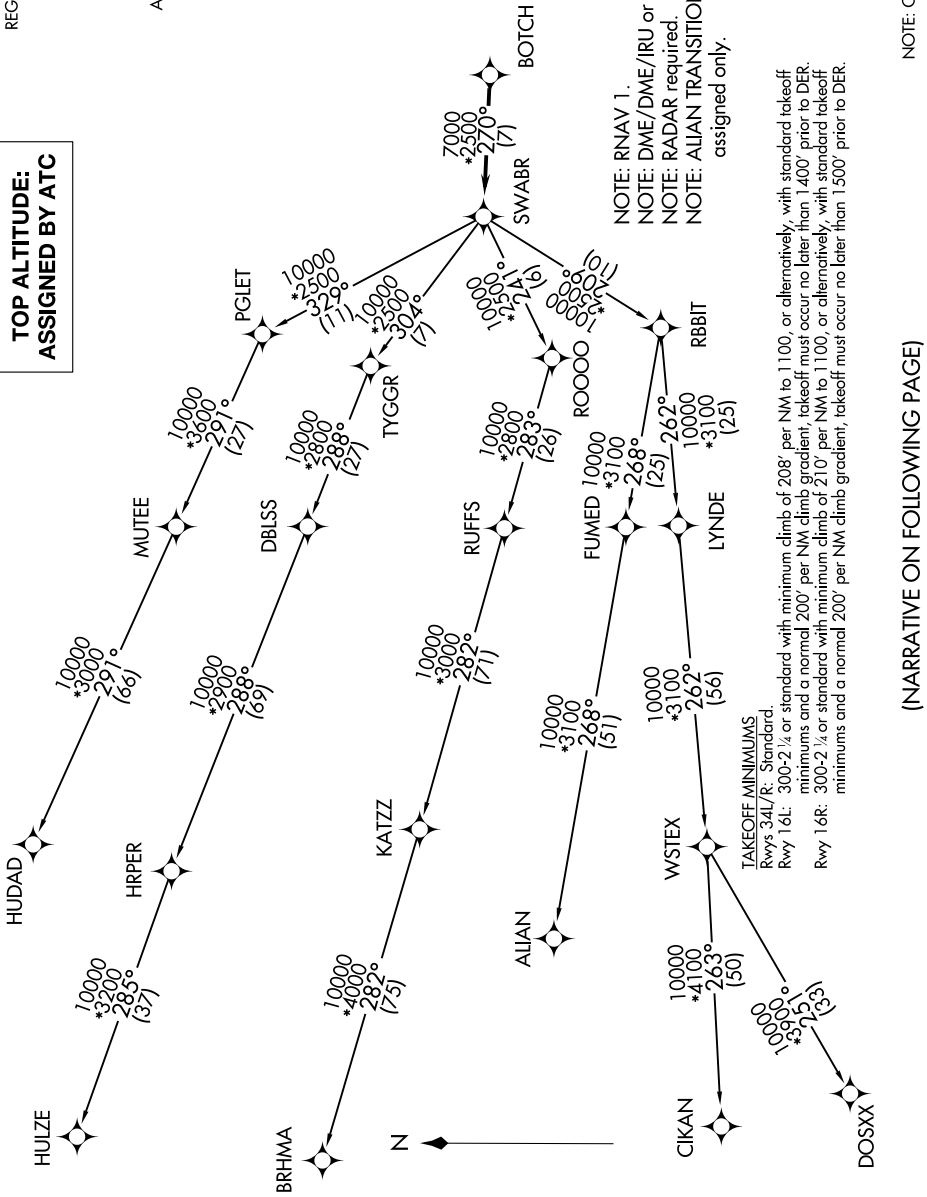 REG
A
TOP ALTITUDE:
ASSIGNED BY ATC
BOTCH
7000
*2500
270°
(7)
SWABR
NOTE: RNAV 1.
NOTE: DME/DME/IRU or
NOTE: RADAR required.
NOTE: ALIAN TRANSITIO
assigned only.
PGLET
10000
*2500
329°
(11)
10000
*2500
304°
(7)
TYGGR
10000
*2500
241°
(9)
ROOOO
10000
*2500
209°
(10)
RBBIT
10000
*3600
291°
(27)
MUTEE
10000
*3000
291°
(66)
HUDAD
10000
*2800
288°
(27)
DBLSS
10000
*2900
288°
(69)
HRPER
10000
*3200
285°
(37)
HULZE
10000
*2800
283°
(26)
RUFFS
10000
*3000
282°
(71)
KATZZ
10000
*4000
282°
(75)
BRHMA
10000
*3100
268°
(25)
FUMED
10000
*3100
268°
(51)
ALIAN
262°
10000
*3100
(25)
LYNDE
10000
*3100
262°
(56)
WSTEX
10000
*4100
263°
(50)
CIKAN
10000
*3900
251°
(33)
DOSXX
N
TAKEOFF MINIMUMS
Rwys 34L/R: Standard.
Rwy 16L: 300-2 ¼ or standard with minimum climb of 208' per NM to 1100, or alternatively, with standard takeoff
minimums and a normal 200' per NM climb gradient, takeoff must occur no later than 1400' prior to DER.
Rwy 16R: 300-2 ¼ or standard with minimum climb of 210' per NM to 1100, or alternatively, with standard takeoff
minimums and a normal 200' per NM climb gradient, takeoff must occur no later than 1500' prior to DER.
(NARRATIVE ON FOLLOWING PAGE)
NOTE: C